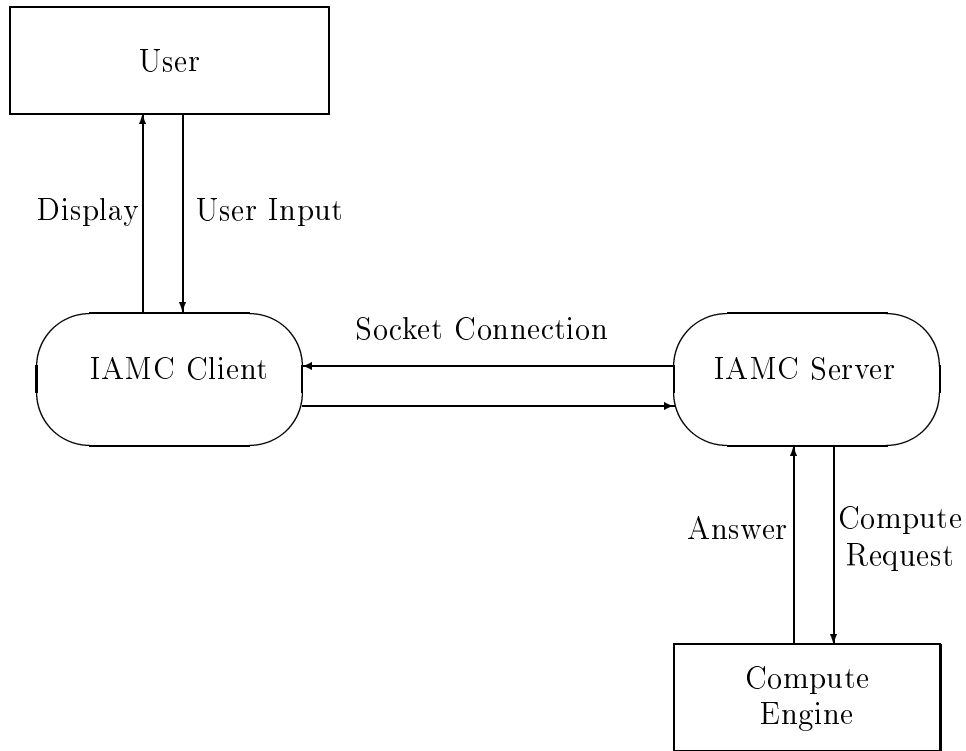 User
Display
User Input
Socket Connection
IAMC Client
IAMC Server
Answer
Compute
Request
Compute
Engine